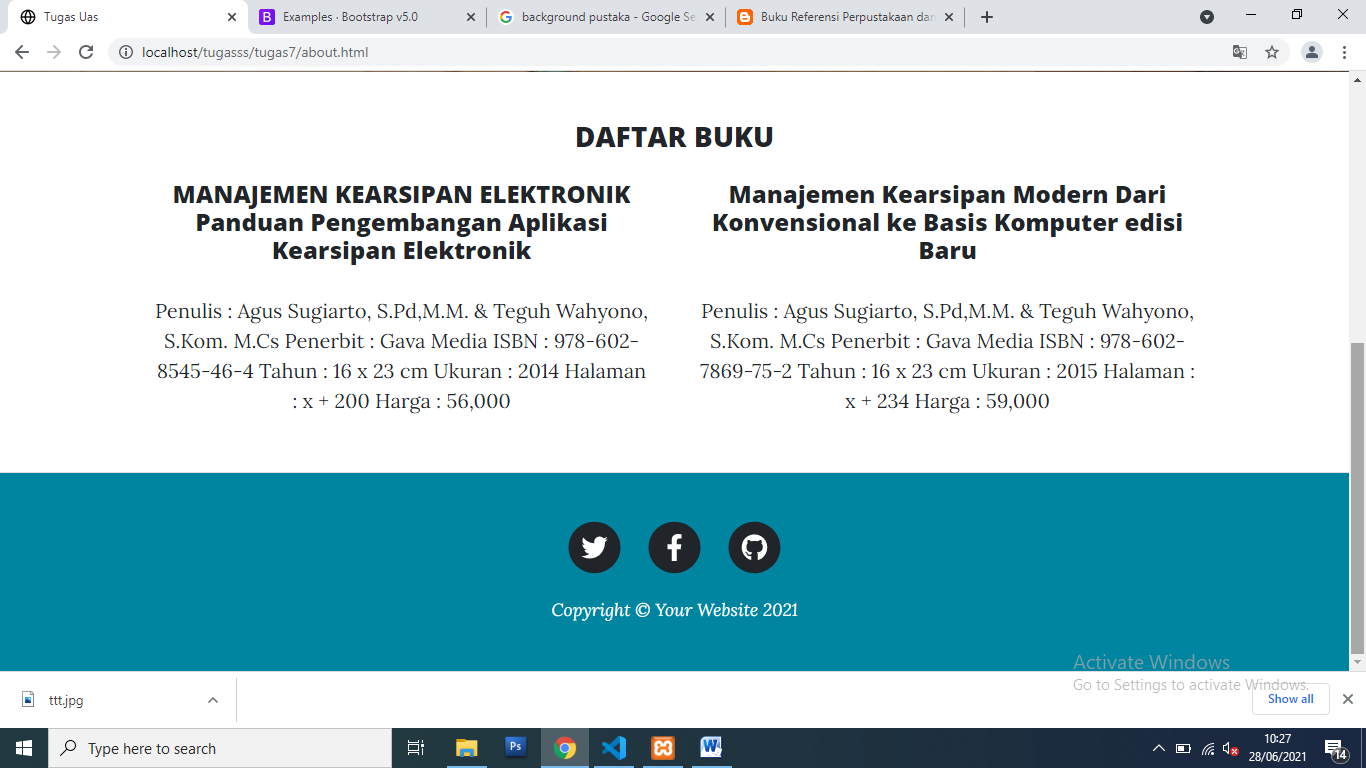 Tugas Uas
Examples · Bootstrap v5.0
background pustaka - Google Se
Buku Referensi Perpustakaan dan
localhost/tugasss/tugas7/about.html
DAFTAR BUKU
MANAJEMEN KEARSIPAN ELEKTRONIK
Panduan Pengembangan Aplikasi
Kearsipan Elektronik
Penulis : Agus Sugiarto, S.Pd,M.M. & Teguh Wahyono,
S.Kom. M.Cs Penerbit : Gava Media ISBN : 978-602-
8545-46-4 Tahun : 16 x 23 cm Ukuran : 2014 Halaman
: x + 200 Harga : 56,000
Manajemen Kearsipan Modern Dari
Konvensional ke Basis Komputer edisi
Baru
Penulis : Agus Sugiarto, S.Pd,M.M. & Teguh Wahyono,
S.Kom. M.Cs Penerbit : Gava Media ISBN : 978-602-
7869-75-2 Tahun : 16 x 23 cm Ukuran : 2015 Halaman :
x + 234 Harga : 59,000
Copyright © Your Website 2021
Activate Windows
Go to Settings to activate Windows.
ttt.jpg
Show all
Type here to search
10:27
28/06/2021
14